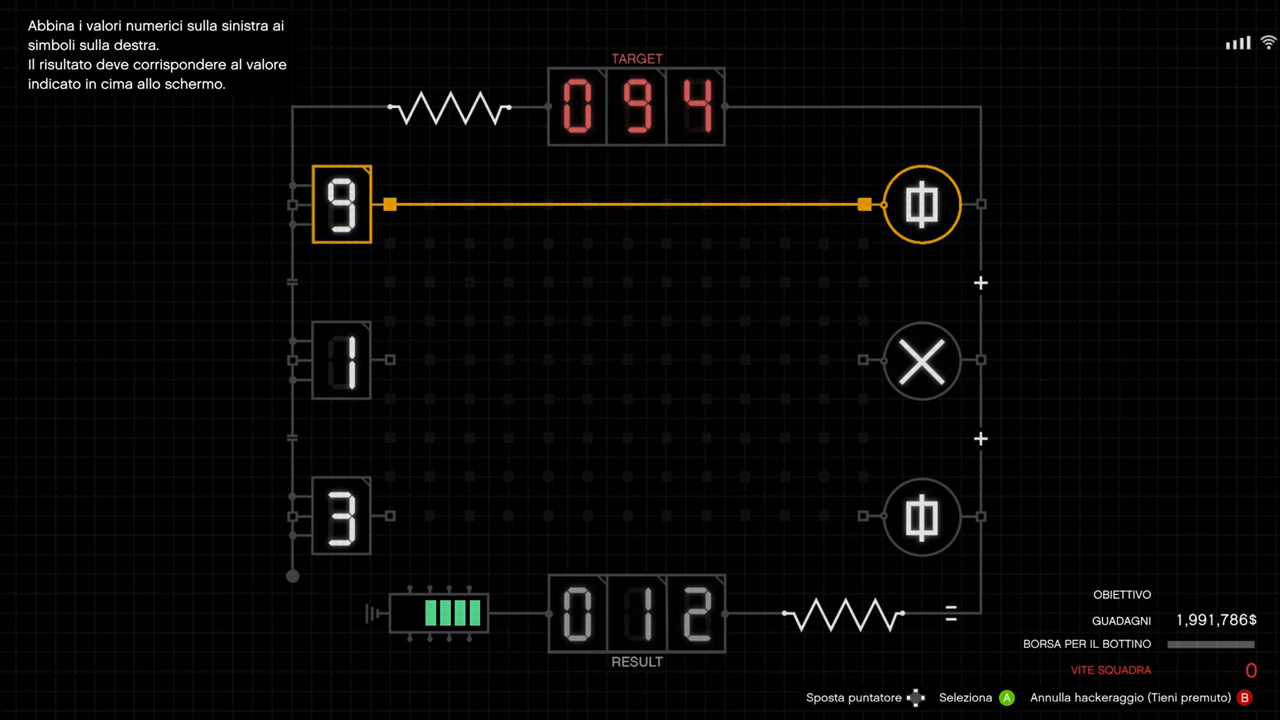 Abbina i valori numerici sulla sinistra ai
simboli sulla destra.
Il risultato deve corrispondere al valore
indicato in cima allo schermo.
TARGET
094
9
1
3
+
+
=
012
RESULT
OBIETTIVO
GUADAGNI 1,991,786$
BORSA PER IL BOTTINO
VITE SQUADRA 0
Sposta puntatore Seleziona A Annulla hackeraggio (Tieni premuto) B